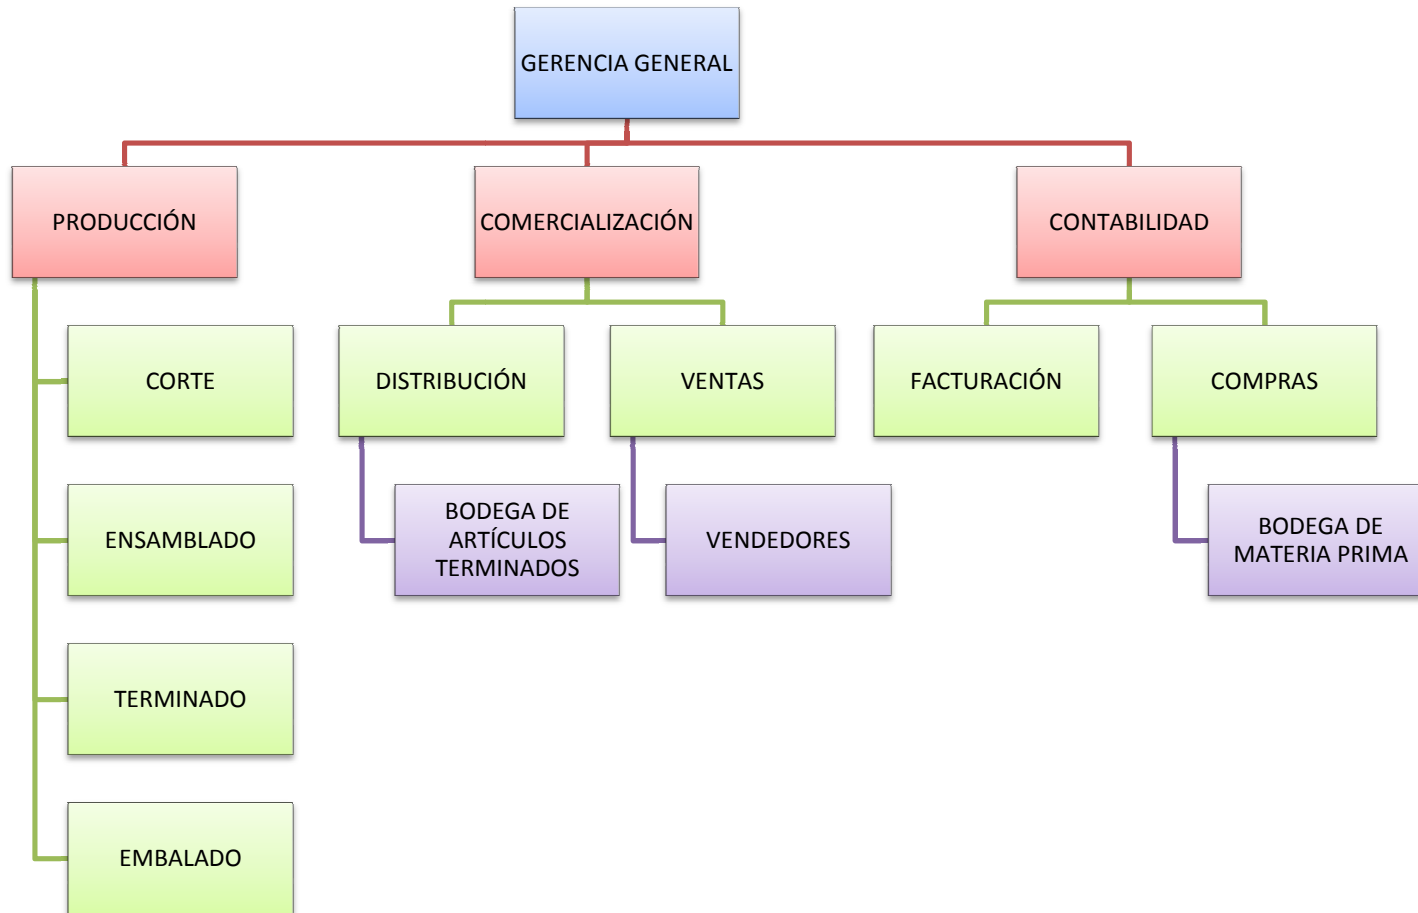 GERENCIA GENERAL
PRODUCCIÓN
COMERCIALIZACIÓN
CONTABILIDAD
CORTE
DISTRIBUCIÓN
VENTAS
FACTURACIÓN
COMPRAS
ENSAMBLADO
BODEGA DE
ARTÍCULOS
TERMINADOS
VENDEDORES
BODEGA DE
MATERIA PRIMA
TERMINADO
EMBALADO